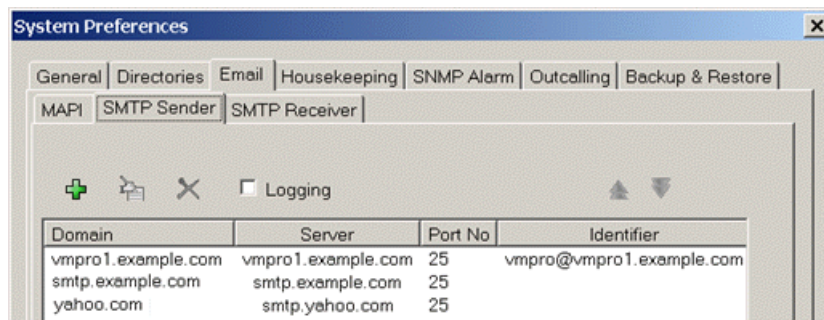 System Preferences
General Directories Email Housekeeping SNMP Alarm Outcalling Backup & Restore
MAPI SMTP Sender SMTP Receiver
Logging
Domain Server Port No Identifier
vmpro1.example.com vmpro1.example.com 25 vmpro@vmpro1.example.com
smtp.example.com smtp.example.com 25
yahoo.com smtp.yahoo.com 25